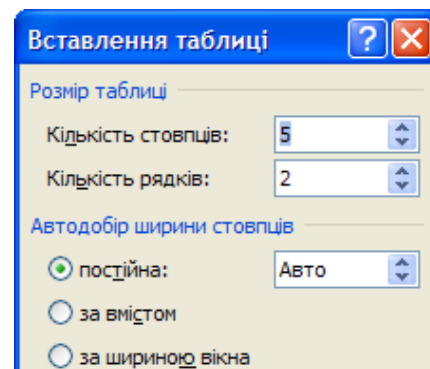 Вставлення таблиці ?
Розмір таблиці
Кількість стовпців: 5
Кількість рядків: 2
Автодобір ширини стовпців
постійна: Авто
за вмістом
за шириною вікна